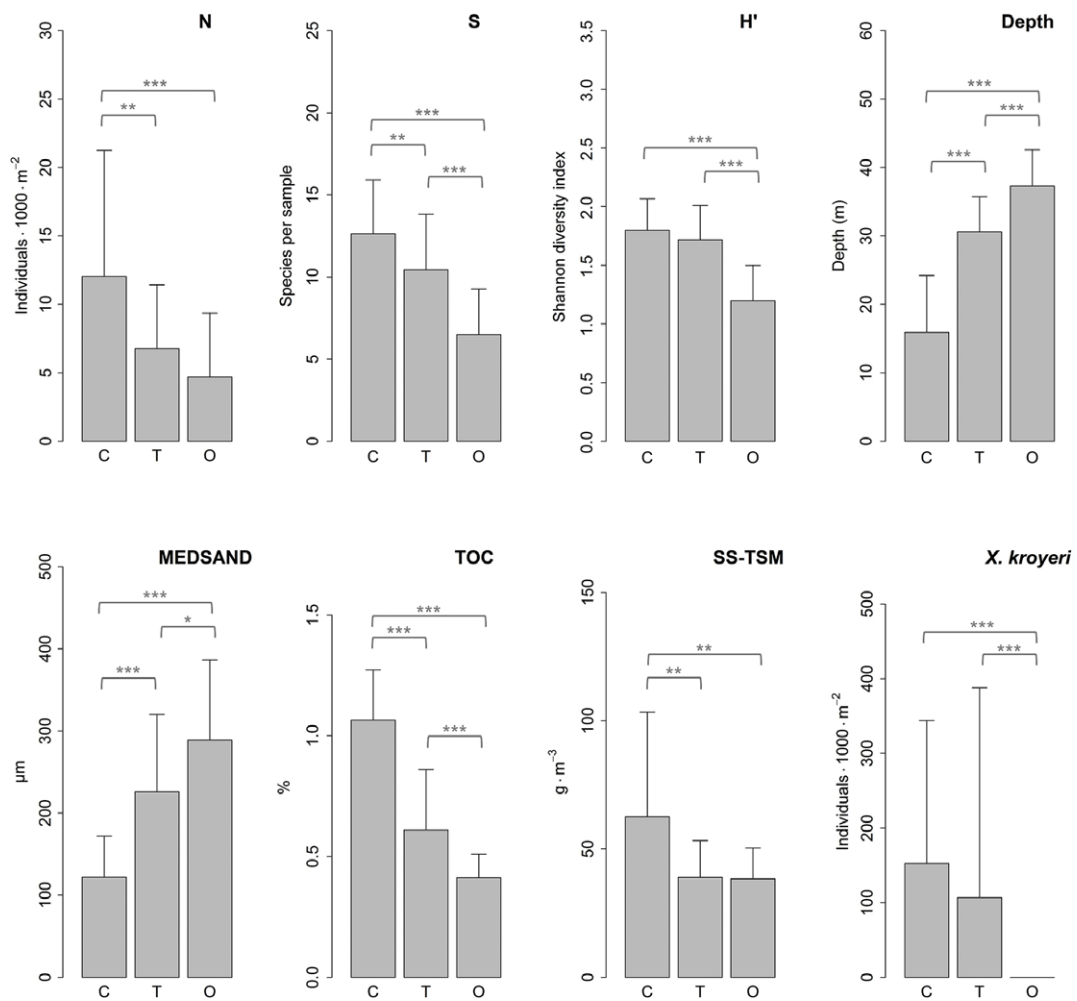 N
Individuals · 1000 · m⁻²
0 5 10 15 20 25 30
***
**
C T O
S
Species per sample
0 5 10 15 20 25
***
**
***
C T O
H'
Shannon diversity index
0.0 0.5 1.0 1.5 2.0 2.5 3.0 3.5
***
***
C T O
Depth
Depth (m)
0 10 20 30 40 50 60
***
***
***
C T O
MEDSAND
µm
0 100 200 300 400 500
***
*
***
C T O
TOC
%
0.0 0.5 1.0 1.5
***
***
***
C T O
SS-TSM
g · m⁻³
0 50 100 150
**
**
C T O
X. kroyeri
Individuals · 1000 · m⁻²
0 100 200 300 400 500
***
***
C T O